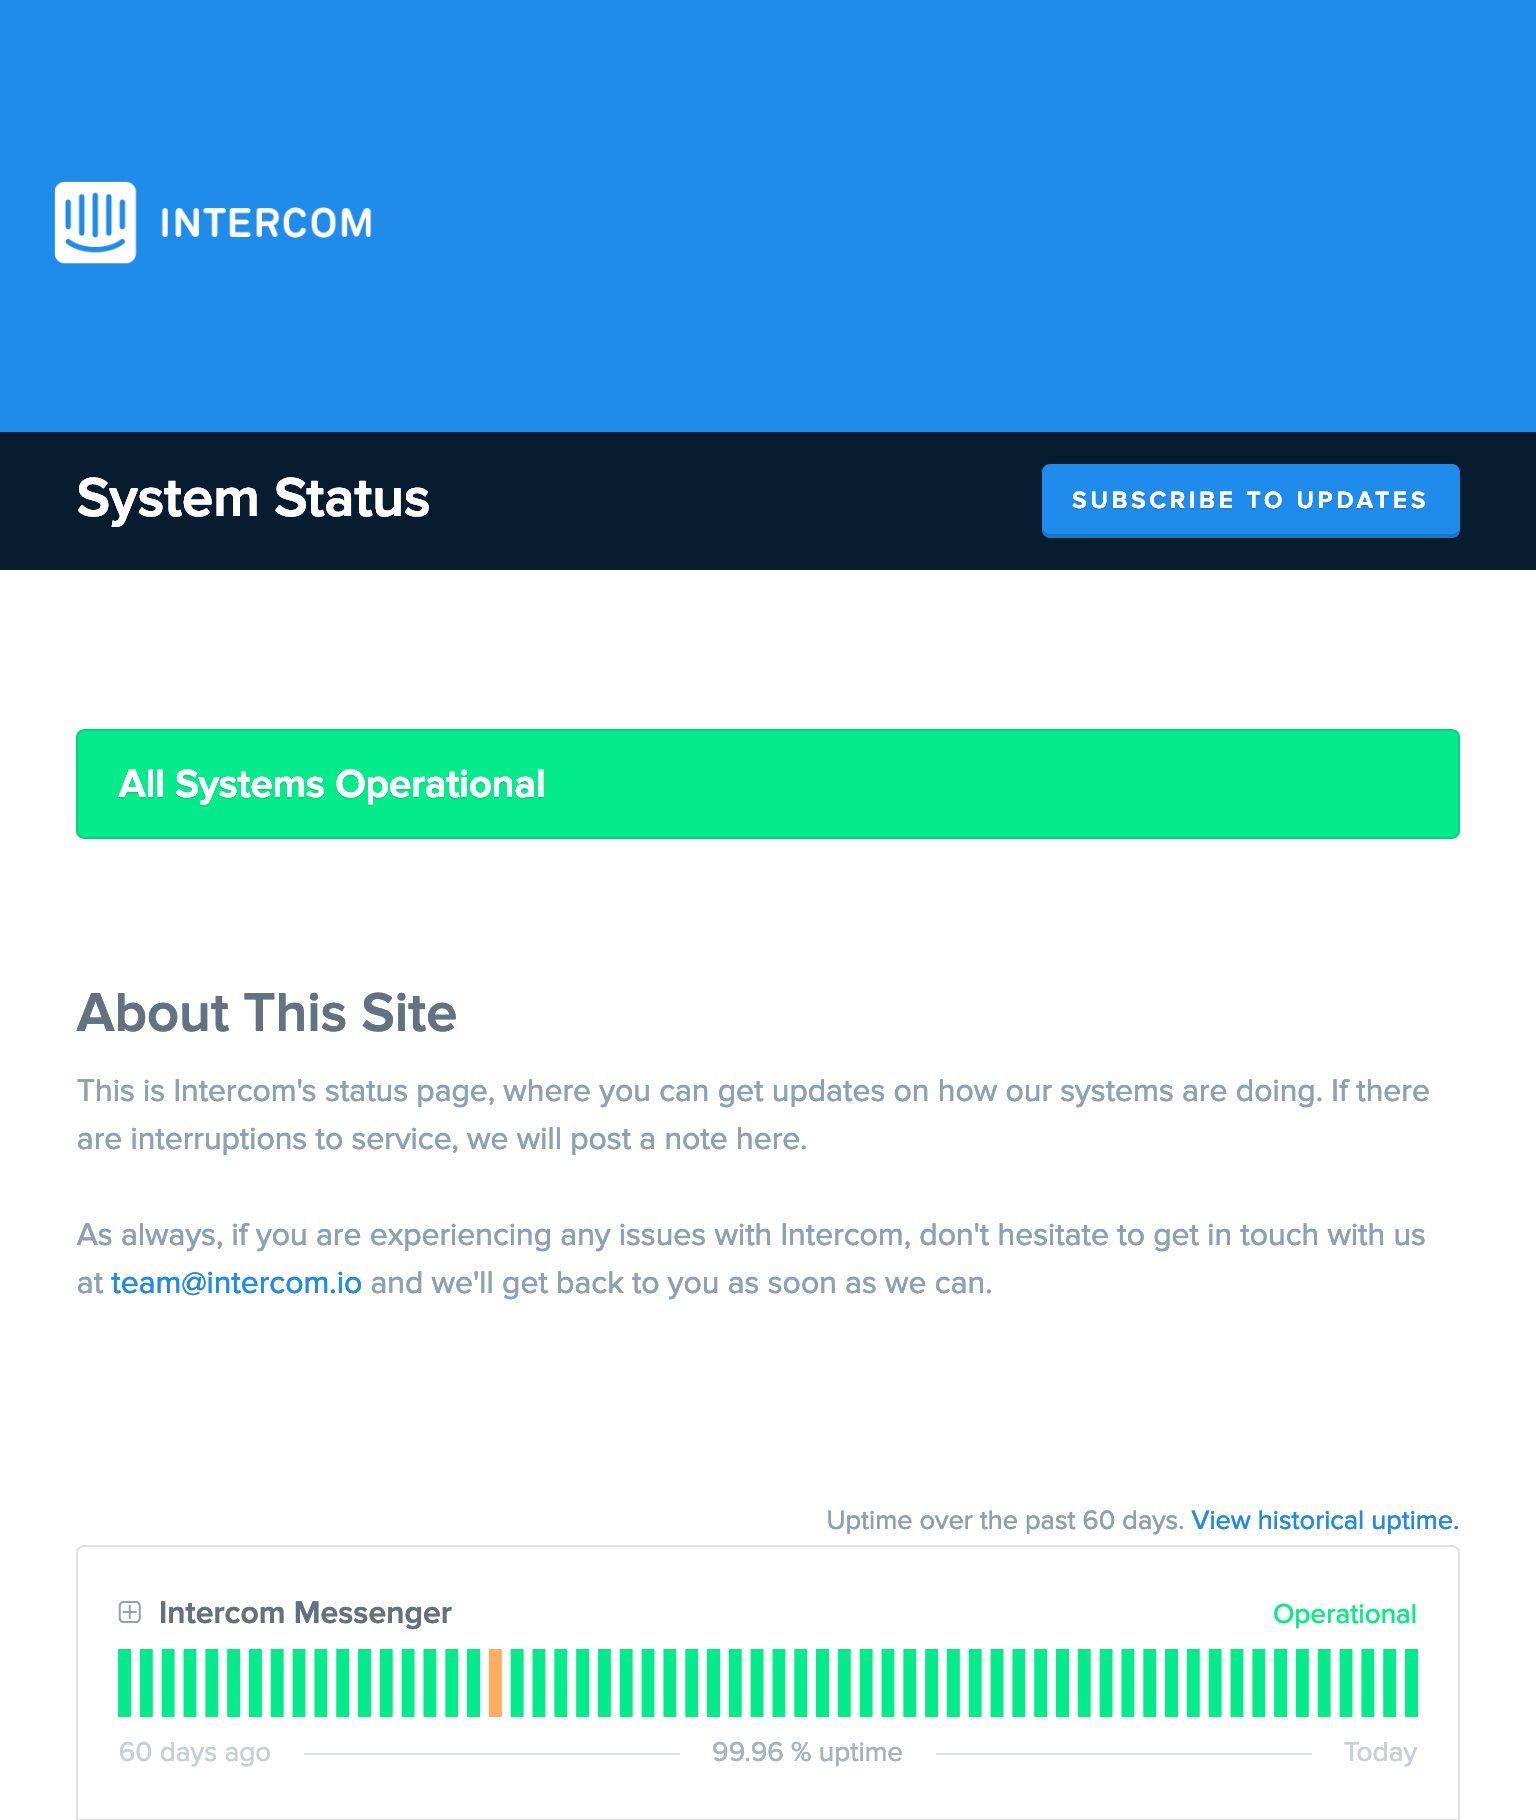 INTERCOM
System Status
SUBSCRIBE TO UPDATES
All Systems Operational
About This Site
This is Intercom's status page, where you can get updates on how our systems are doing. If there
are interruptions to service, we will post a note here.
As always, if you are experiencing any issues with Intercom, don't hesitate to get in touch with us
at team@intercom.io and we'll get back to you as soon as we can.
Uptime over the past 60 days. View historical uptime.
Intercom Messenger
Operational
60 days ago
99.96 % uptime
Today